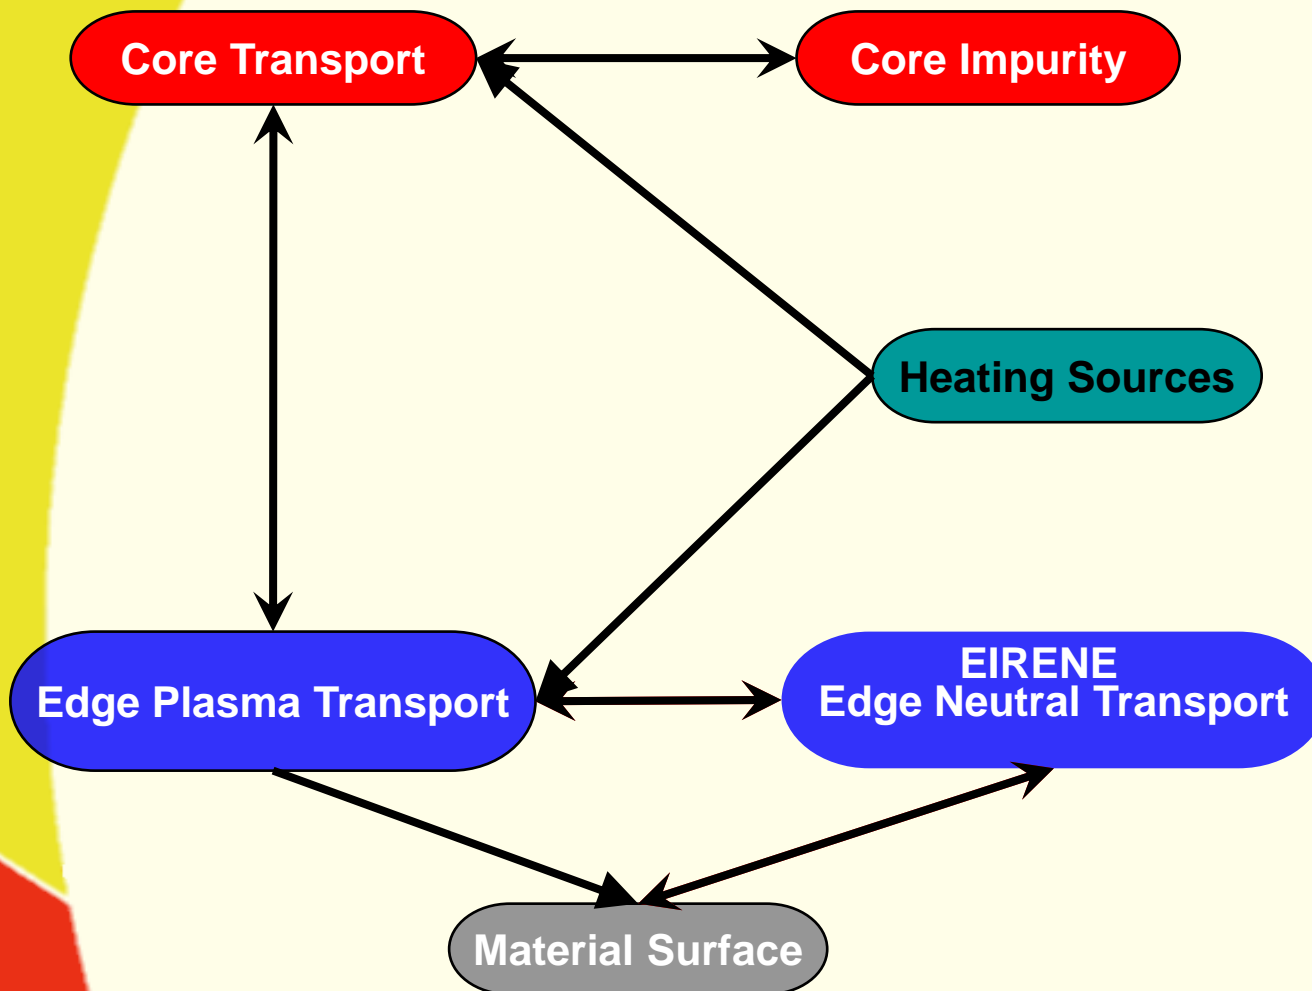 Core Transport
Core Impurity
Heating Sources
Edge Plasma Transport
EIRENE
Edge Neutral Transport
Material Surface